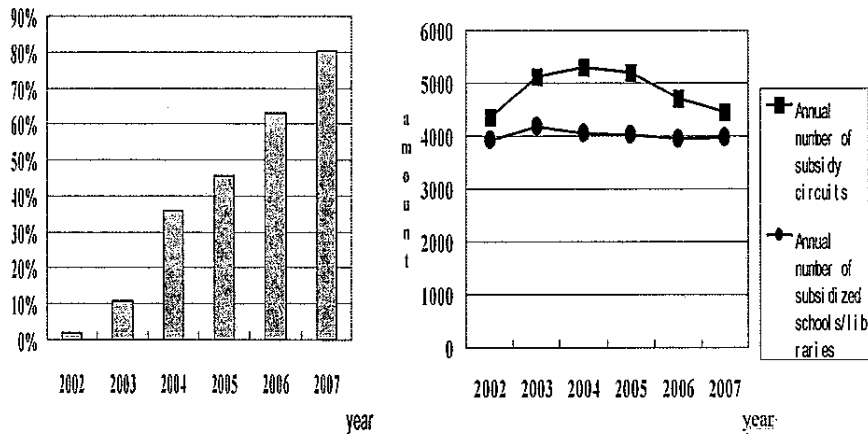 90%
80%
70%
60%
50%
40%
30%
20%
10%
0%
2002 2003 2004 2005 2006 2007
year
6000
5000
4000
3000
2000
1000
0
amount
2002 2003 2004 2005 2006 2007
year
Annual
number of
subsidy
circuits
Annual
number of
subsidized
schools/lib
raries